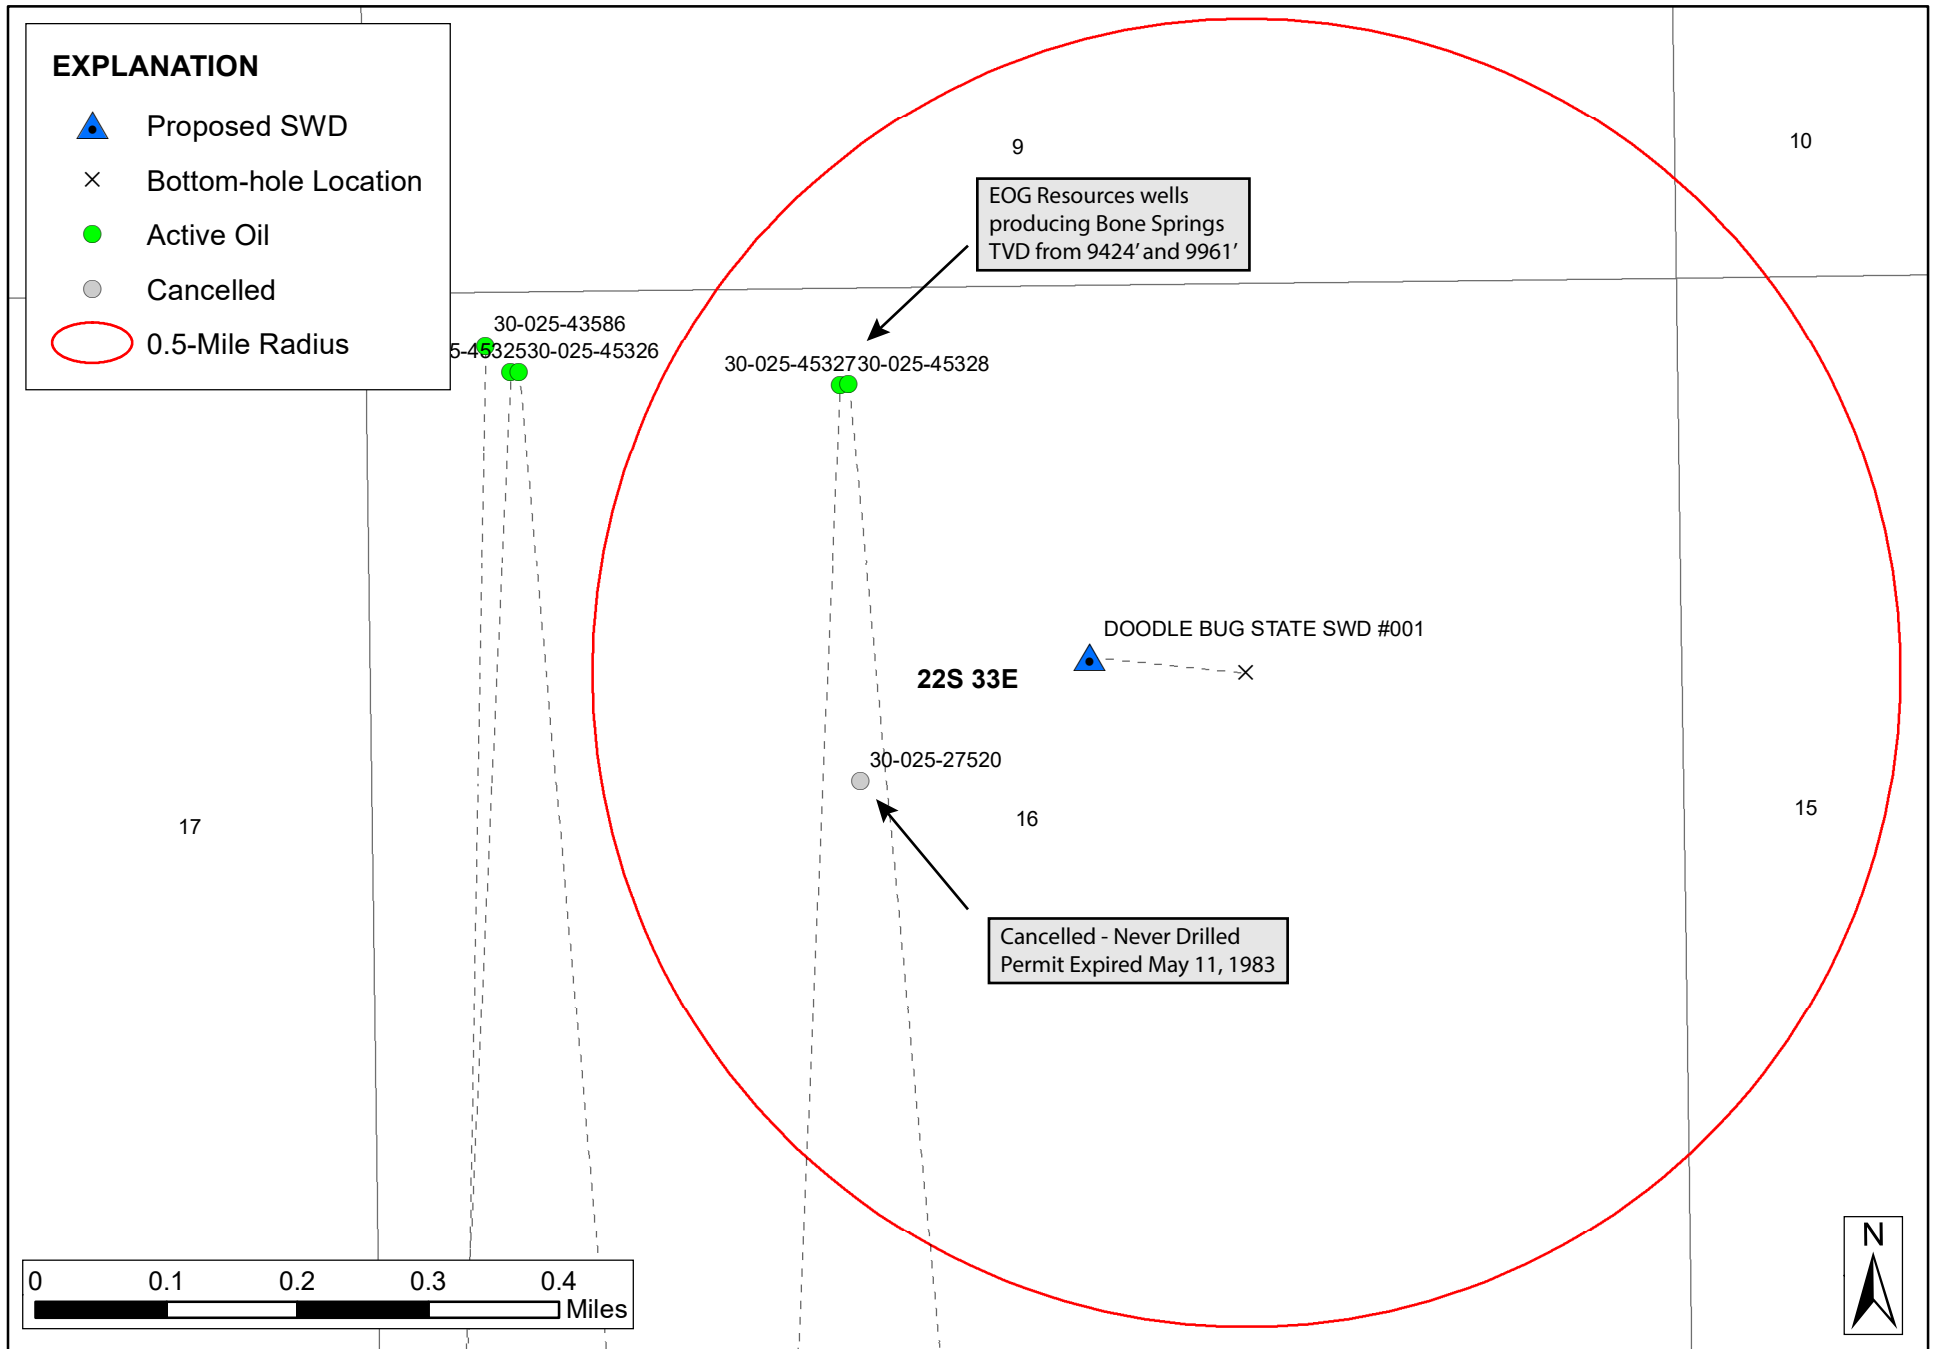 EXPLANATION
Proposed SWD
Bottom-hole Location
Active Oil
Cancelled
0.5-Mile Radius
9
10
EOG Resources wells
producing Bone Springs
TVD from 9424’ and 9961’
30-025-43586
5-4532530-025-45326
30-025-4532730-025-45328
DOODLE BUG STATE SWD #001
22S 33E
30-025-27520
17
16
15
Cancelled - Never Drilled
Permit Expired May 11, 1983
N
0 0.1 0.2 0.3 0.4
Miles